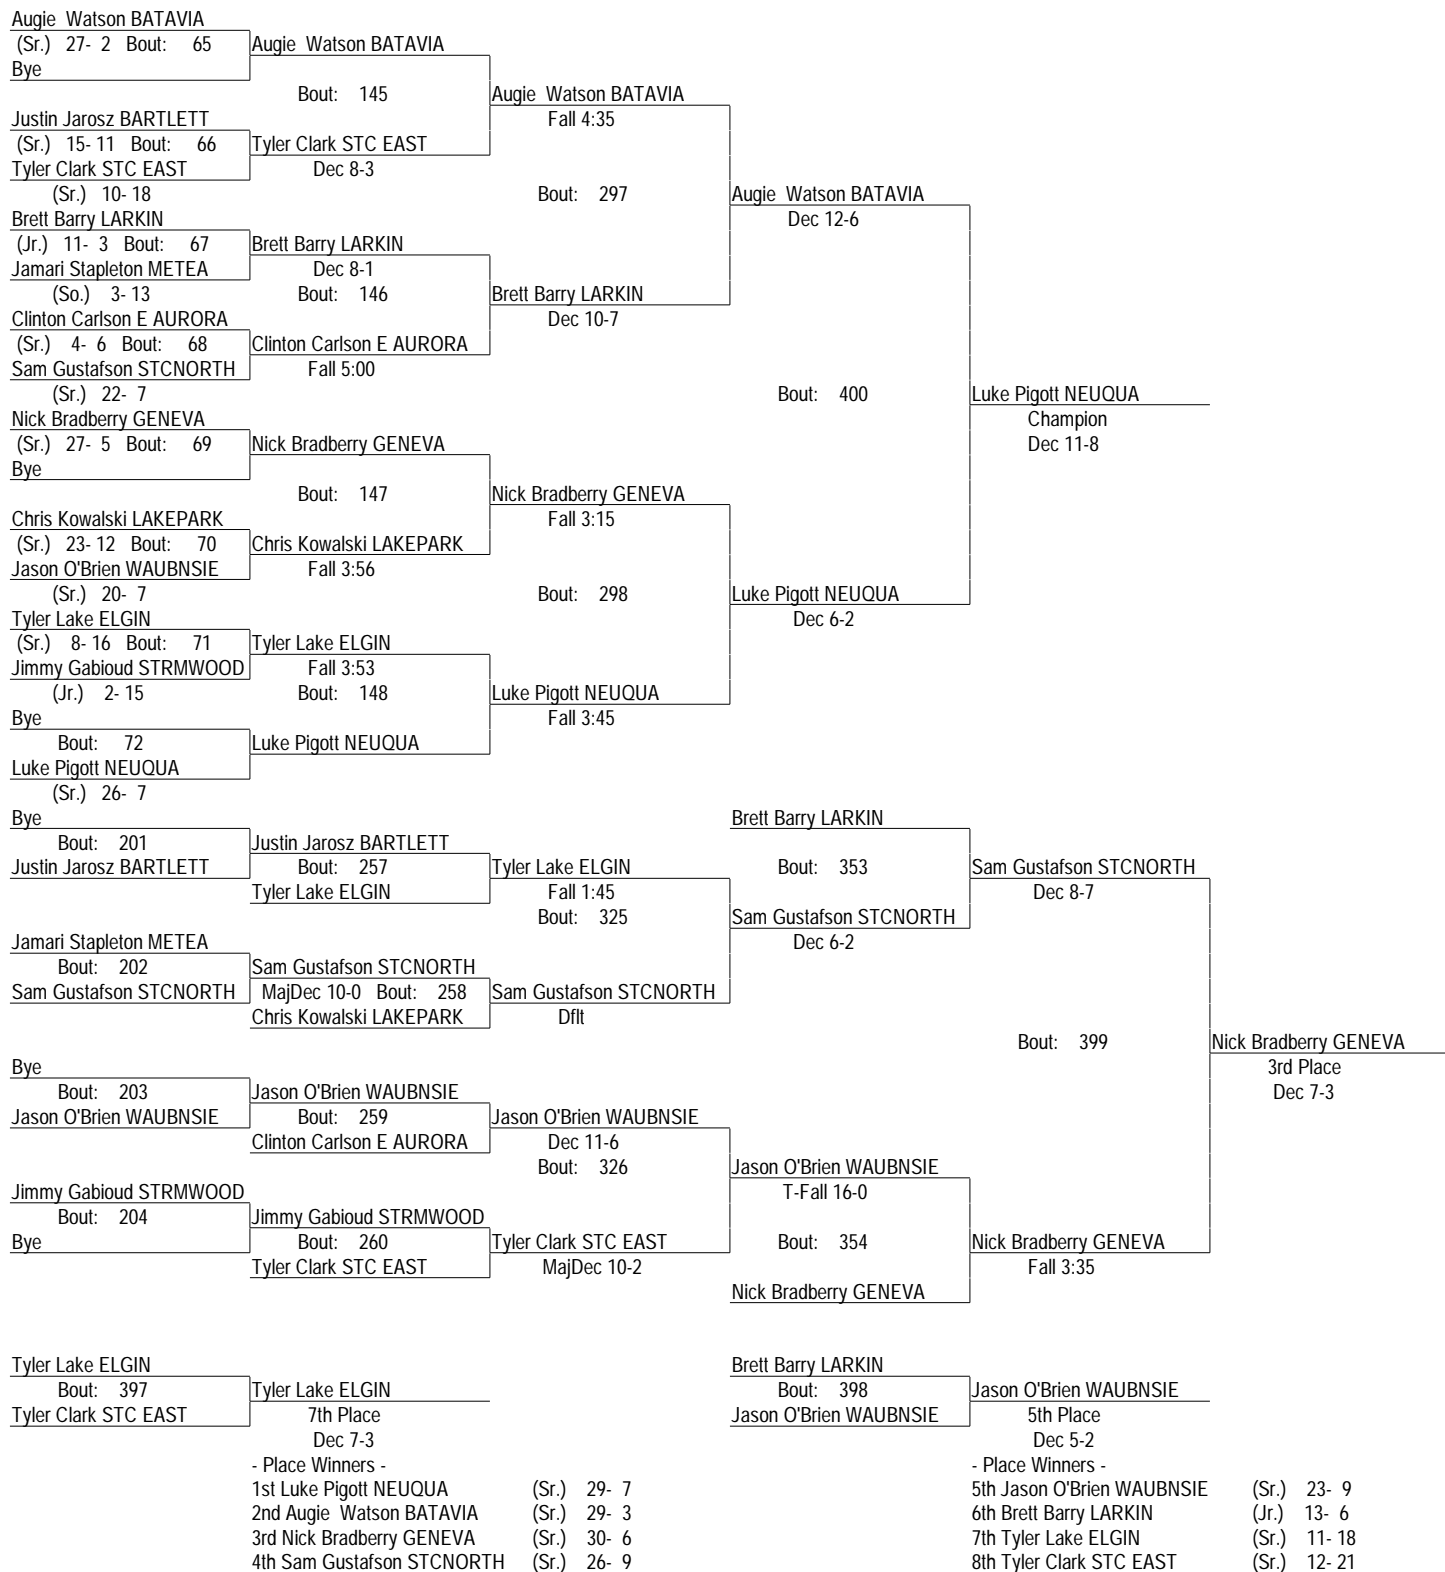 Augie  Watson BATAVIA
(Sr.) 27- 2 Bout: 65 Augie  Watson BATAVIA
Bye
Bout: 145 Augie  Watson BATAVIA
Justin Jarosz BARTLETT Fall 4:35
(Sr.) 15- 11 Bout: 66 Tyler Clark STC EAST
Tyler Clark STC EAST Dec 8-3
(Sr.) 10- 18 Bout: 297 Augie  Watson BATAVIA
Brett Barry LARKIN Dec 12-6
(Jr.) 11- 3 Bout: 67 Brett Barry LARKIN
Jamari Stapleton METEA Dec 8-1
(So.) 3- 13 Bout: 146 Brett Barry LARKIN
Clinton Carlson E AURORA Dec 10-7
(Sr.) 4- 6 Bout: 68 Clinton Carlson E AURORA
Sam Gustafson STCNORTH Fall 5:00
(Sr.) 22- 7 Bout: 400 Luke Pigott NEUQUA
Nick Bradberry GENEVA Champion
(Sr.) 27- 5 Bout: 69 Nick Bradberry GENEVA Dec 11-8
Bye
Bout: 147 Nick Bradberry GENEVA
Chris Kowalski LAKEPARK Fall 3:15
(Sr.) 23- 12 Bout: 70 Chris Kowalski LAKEPARK
Jason O'Brien WAUBNSIE Fall 3:56
(Sr.) 20- 7 Bout: 298 Luke Pigott NEUQUA
Tyler Lake ELGIN Dec 6-2
(Sr.) 8- 16 Bout: 71 Tyler Lake ELGIN
Jimmy Gabioud STRMWOOD Fall 3:53
(Jr.) 2- 15 Bout: 148 Luke Pigott NEUQUA
Bye Fall 3:45
Bout: 72 Luke Pigott NEUQUA
Luke Pigott NEUQUA
(Sr.) 26- 7
Bye Brett Barry LARKIN
Bout: 201 Justin Jarosz BARTLETT
Justin Jarosz BARTLETT Bout: 257 Tyler Lake ELGIN Bout: 353 Sam Gustafson STCNORTH
Tyler Lake ELGIN Fall 1:45 Dec 8-7
Bout: 325 Sam Gustafson STCNORTH
Jamari Stapleton METEA Dec 6-2
Bout: 202 Sam Gustafson STCNORTH
Sam Gustafson STCNORTH MajDec 10-0 Bout: 258 Sam Gustafson STCNORTH
Chris Kowalski LAKEPARK Dflt
Bout: 399 Nick Bradberry GENEVA
Bye 3rd Place
Bout: 203 Jason O'Brien WAUBNSIE Dec 7-3
Jason O'Brien WAUBNSIE Bout: 259 Jason O'Brien WAUBNSIE
Clinton Carlson E AURORA Dec 11-6
Bout: 326 Jason O'Brien WAUBNSIE
Jimmy Gabioud STRMWOOD T-Fall 16-0
Bout: 204 Jimmy Gabioud STRMWOOD
Bye Bout: 260 Tyler Clark STC EAST Bout: 354 Nick Bradberry GENEVA
Tyler Clark STC EAST MajDec 10-2 Fall 3:35
Nick Bradberry GENEVA
Tyler Lake ELGIN Brett Barry LARKIN
Bout: 397 Tyler Lake ELGIN Bout: 398 Jason O'Brien WAUBNSIE
Tyler Clark STC EAST 7th Place Jason O'Brien WAUBNSIE 5th Place
Dec 7-3 Dec 5-2
- Place Winners - - Place Winners -
1st Luke Pigott NEUQUA (Sr.) 29- 7 5th Jason O'Brien WAUBNSIE (Sr.) 23- 9
2nd Augie  Watson BATAVIA (Sr.) 29- 3 6th Brett Barry LARKIN (Jr.) 13- 6
3rd Nick Bradberry GENEVA (Sr.) 30- 6 7th Tyler Lake ELGIN (Sr.) 11- 18
4th Sam Gustafson STCNORTH (Sr.) 26- 9 8th Tyler Clark STC EAST (Sr.) 12- 21